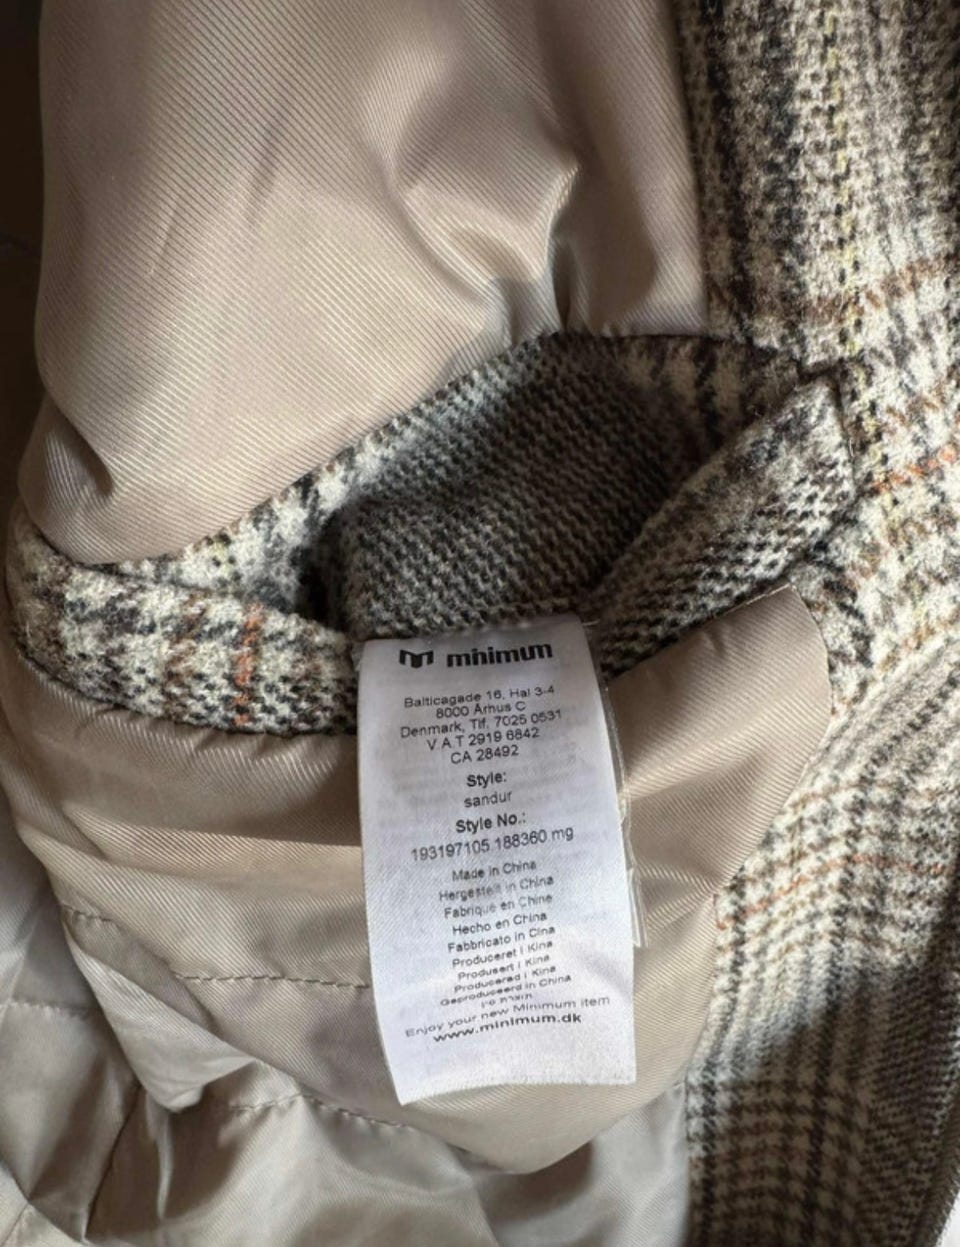 minimum
Balticagade 16, Hal 3-4
8000 Århus C
Denmark, Tlf. 7025 0531
V A T 2919 6842
CA 28492
Style:
sandur
Style No.:
193197105 188360 mg
Made in China
Hergestellt in China
Fabriqué en Chine
Hecho en China
Fabbricato in Cina
Produceret i Kina
Produsert i Kina
Producerad i Kina
Geproduceerd in China
Enjoy your new Minimum item
www.minimum.dk